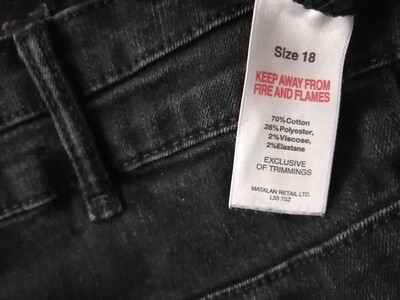 Size 18
KEEP AWAY FROM
FIRE AND FLAMES
70%Cotton
26%Polyester,
2%Viscose,
2%Elastane
EXCLUSIVE
OF TRIMMINGS
MATALAN RETAIL LTD.
L33 7SZ